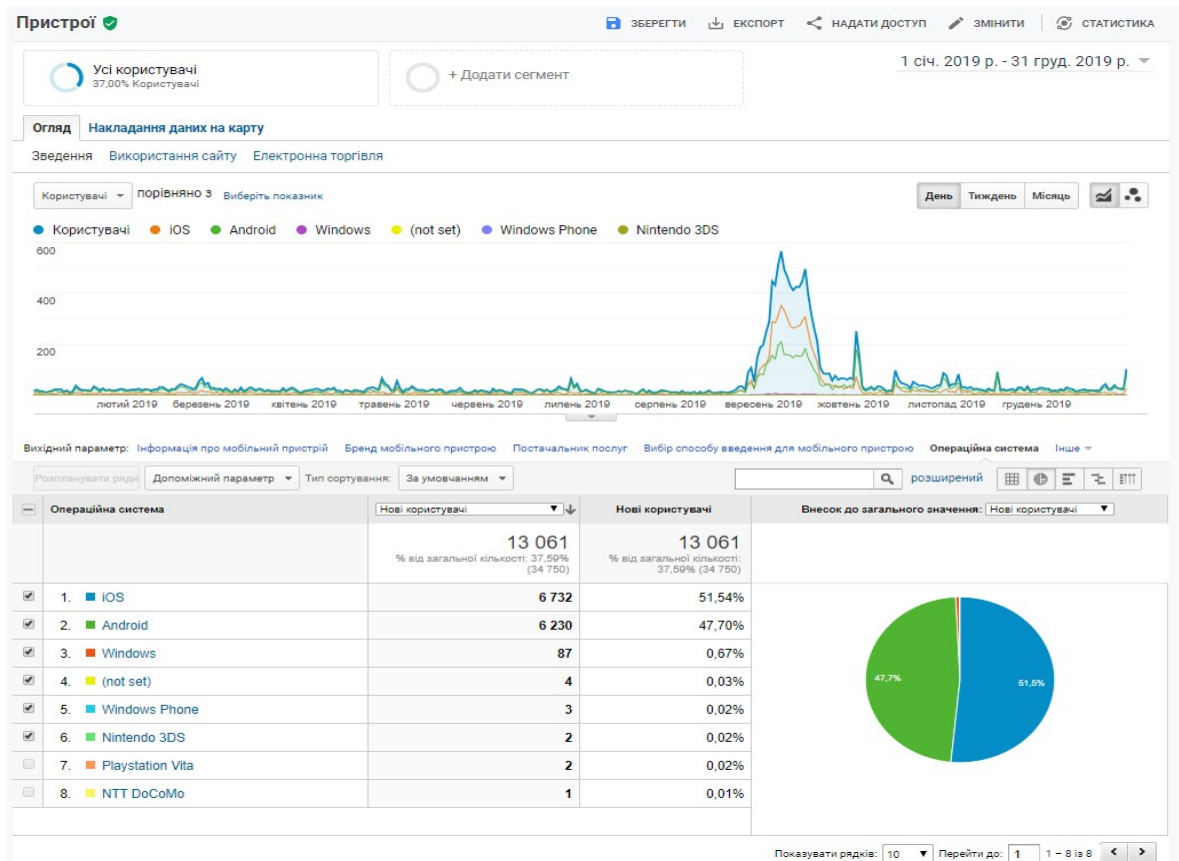 Пристрої
ЗБЕРЕГТИ ЕКСПОРТ НАДАТИ ДОСТУП ЗМІНИТИ СТАТИСТИКА
Усі користувачі
37,00% Користувачі
+ Додати сегмент
1 січ. 2019 р. - 31 груд. 2019 р.
Огляд Накладання даних на карту
Зведення Використання сайту Електронна торгівля
Користувачі порівняно з Виберіть показник
День Тиждень Місяць
Користувачі iOS Android Windows (not set) Windows Phone Nintendo 3DS
600
400
200
лютий 2019 березень 2019 квітень 2019 травень 2019 червень 2019 липень 2019 серпень 2019 вересень 2019 жовтень 2019 листопад 2019 грудень 2019
Вихідний параметр: Інформація про мобільний пристрій Бренд мобільного пристрою Постачальник послуг Вибір способу введення для мобільного пристрою Операційна система Інше
Розпланувати ряди Допоміжний параметр Тип сортування: За умовчанням розширений
Операційна система Нові користувачі Нові користувачі Внесок до загального значення: Нові користувачі
13 061 13 061
% від загальної кількості: 37,59% (34 750) % від загальної кількості: 37,59% (34 750)
1. iOS 6 732 51,54%
2. Android 6 230 47,70%
3. Windows 87 0,67%
4. (not set) 4 0,03%
5. Windows Phone 3 0,02%
6. Nintendo 3DS 2 0,02%
7. Playstation Vita 2 0,02%
8. NTT DoCoMo 1 0,01%
47,7% 51,5%
Показувати рядків: 10 Перейти до: 1 1 – 8 із 8